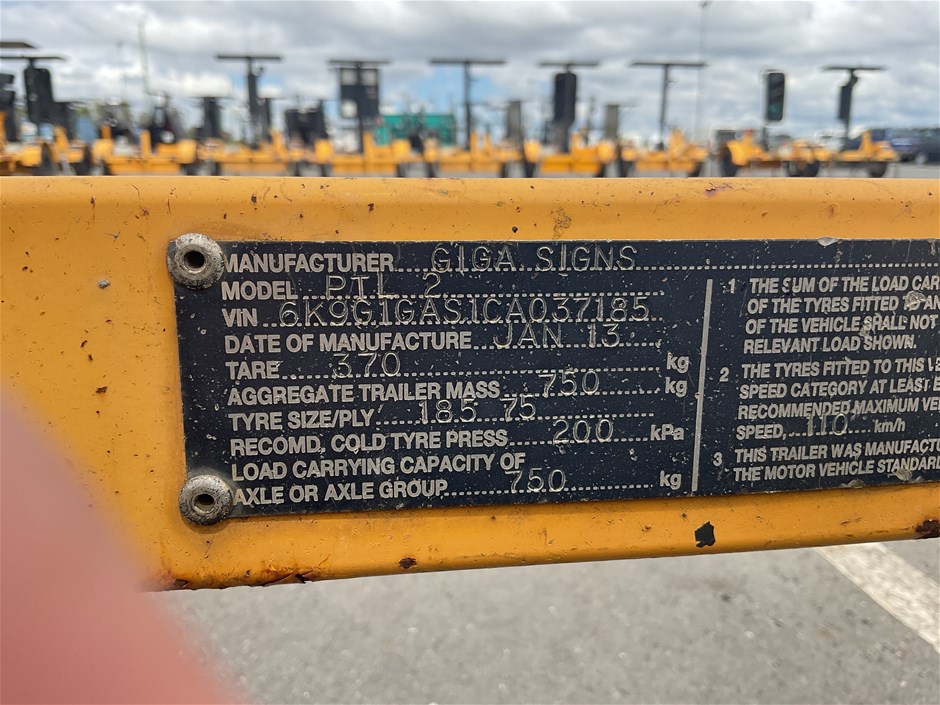 MANUFACTURER GIGA SIGNS
MODEL PTL 2
VIN 6K9G1GAS1CA037185
DATE OF MANUFACTURE JAN 13
TARE 370 kg
AGGREGATE TRAILER MASS 750 kg
TYRE SIZE/PLY 185 75
RECOMD, COLD TYRE PRESS 200 kPa
LOAD CARRYING CAPACITY OF
AXLE OR AXLE GROUP 750 kg
1 THE SUM OF THE LOAD CAR
OF THE TYRES FITTED
OF THE VEHICLE SHALL NOT
RELEVANT LOAD SHOWN.
2 THE TYRES FITTED TO THIS
SPEED CATEGORY AT LEAST
RECOMMENDED MAXIMUM
SPEED, 110 km/h
3 THIS TRAILER WAS MANUFACTU
THE MOTOR VEHICLE STANDARD